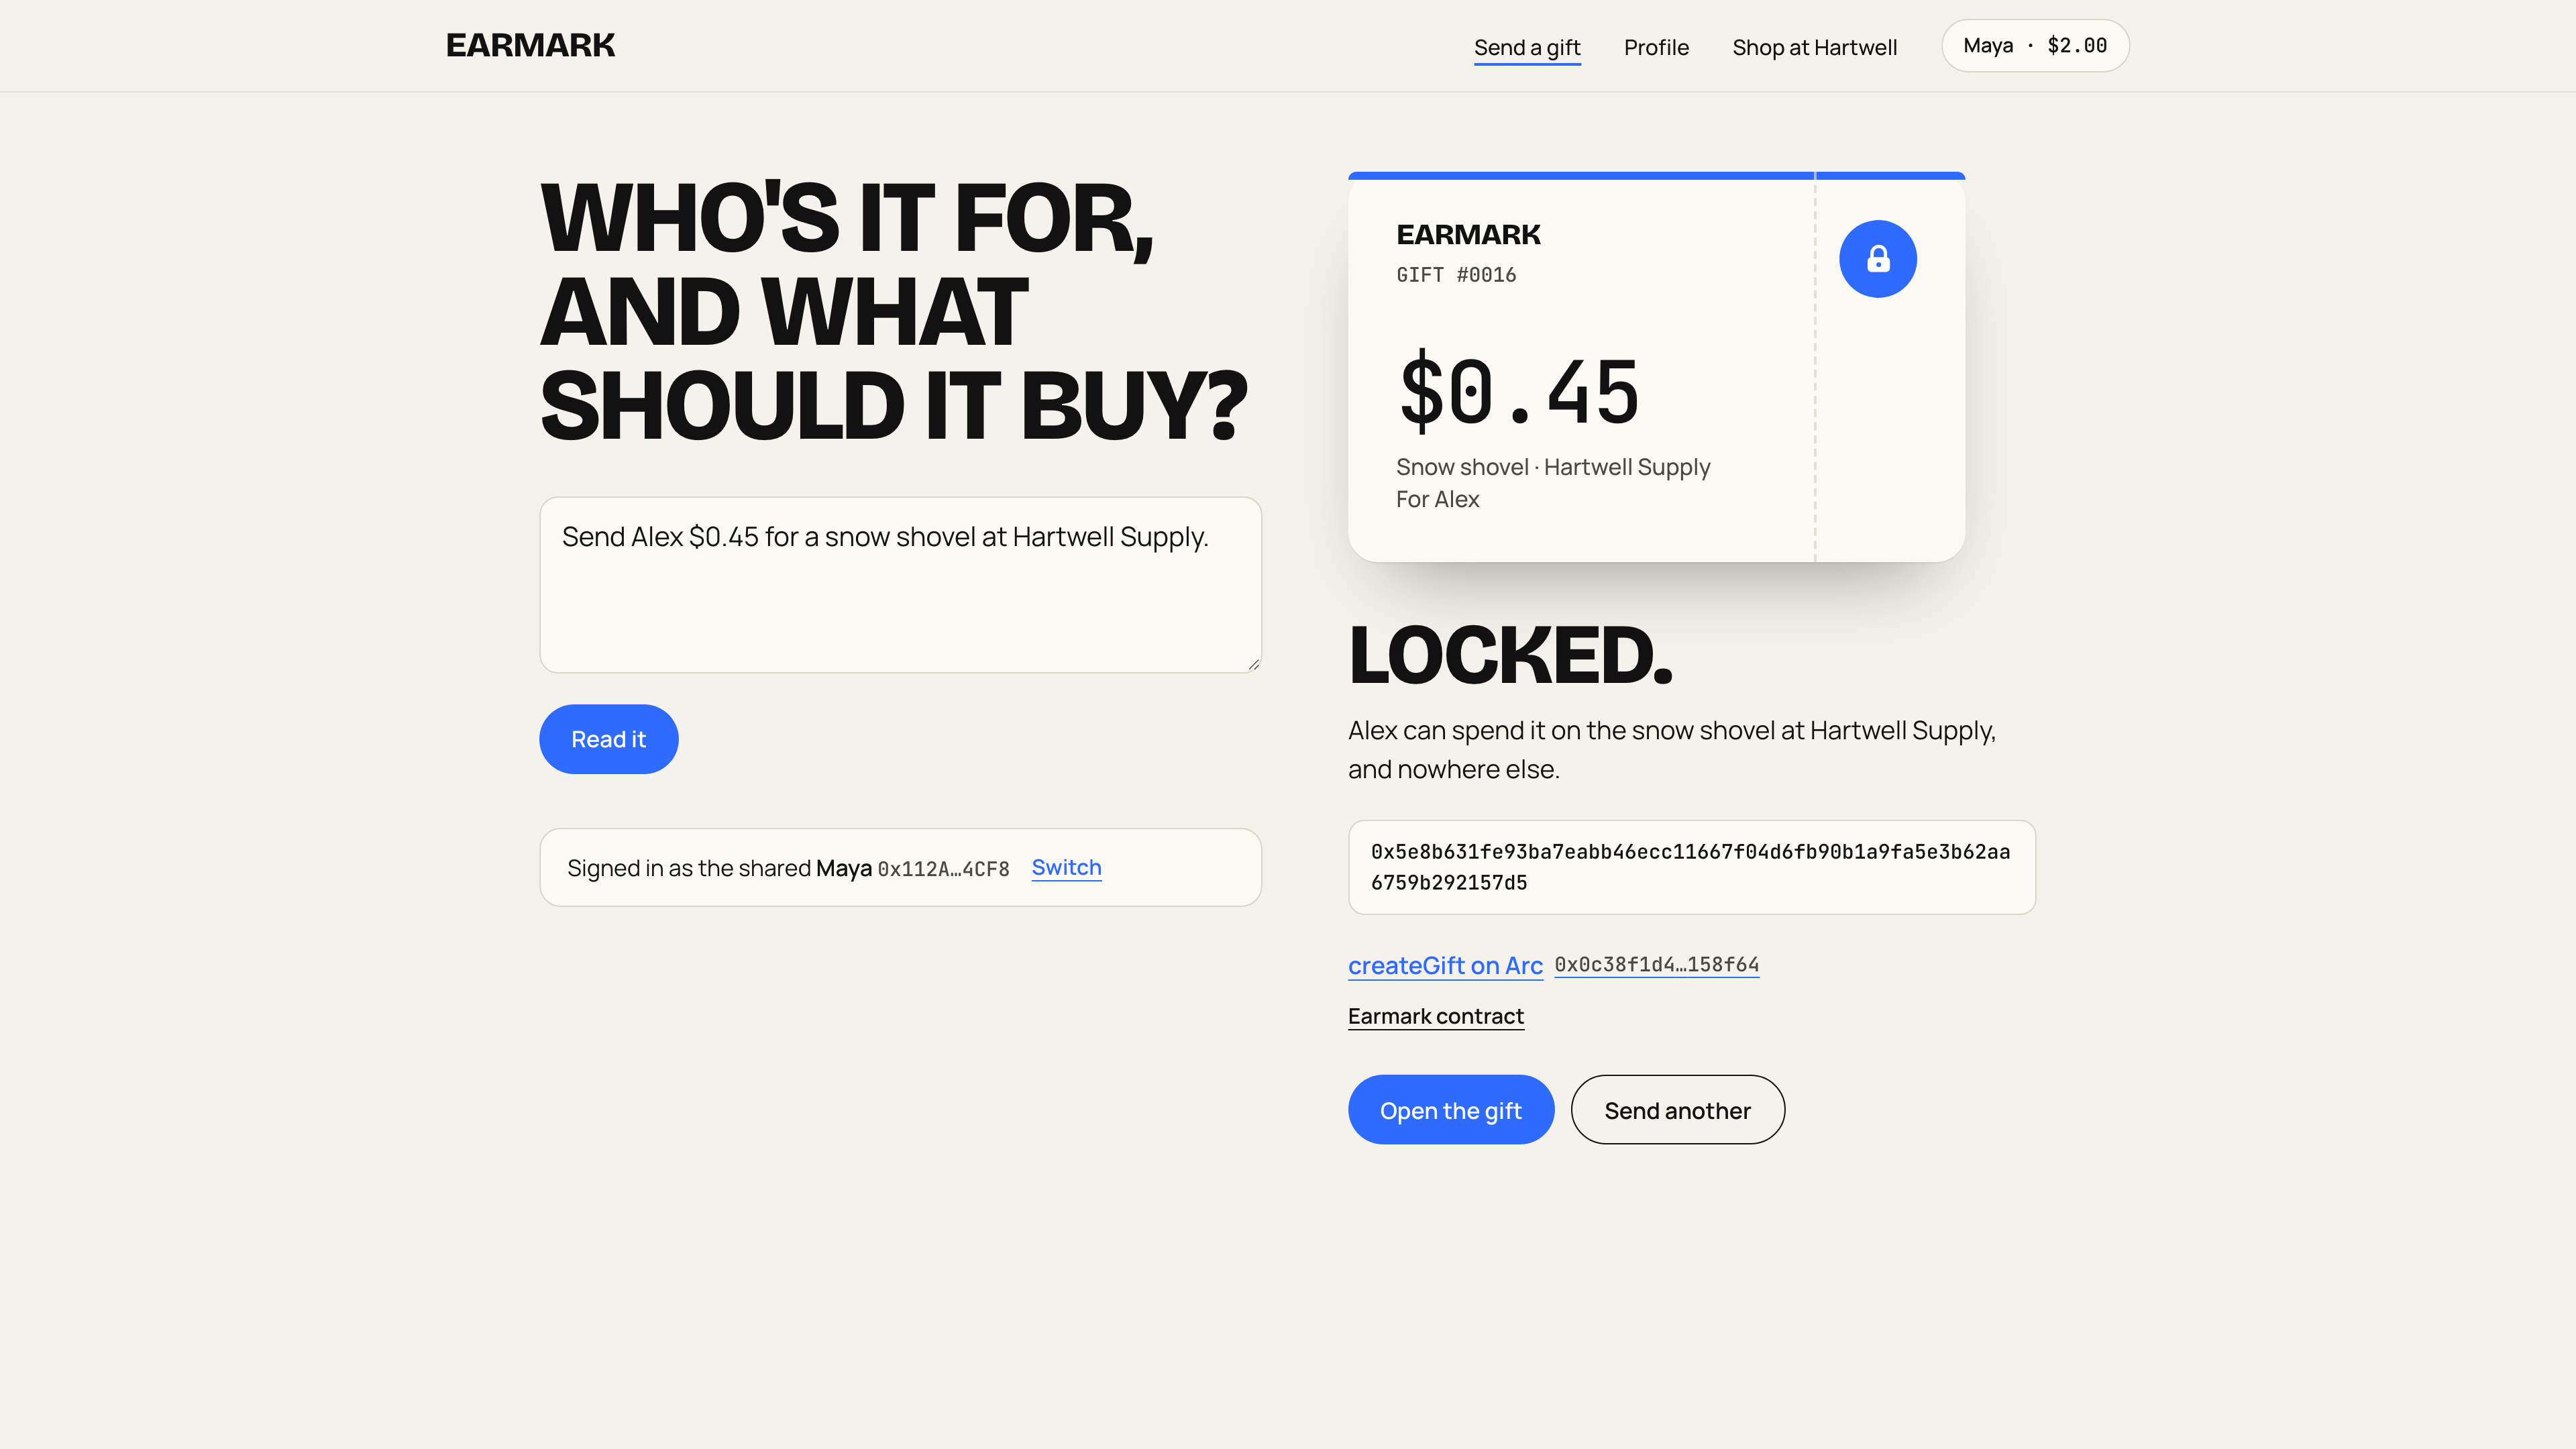 EARMARK
Send a gift
Profile
Shop at Hartwell
Maya · $2.00
WHO'S IT FOR,
AND WHAT
SHOULD IT BUY?
Send Alex $0.45 for a snow shovel at Hartwell Supply.
Read it
Signed in as the shared Maya 0x112A…4CF8 Switch
EARMARK
GIFT #0016
$0.45
Snow shovel · Hartwell Supply
For Alex
LOCKED.
Alex can spend it on the snow shovel at Hartwell Supply,
and nowhere else.
0x5e8b631fe93ba7eabb46ecc11667f04d6fb90b1a9fa5e3b62aa
6759b292157d5
createGift on Arc 0x0c38f1d4…158f64
Earmark contract
Open the gift
Send another